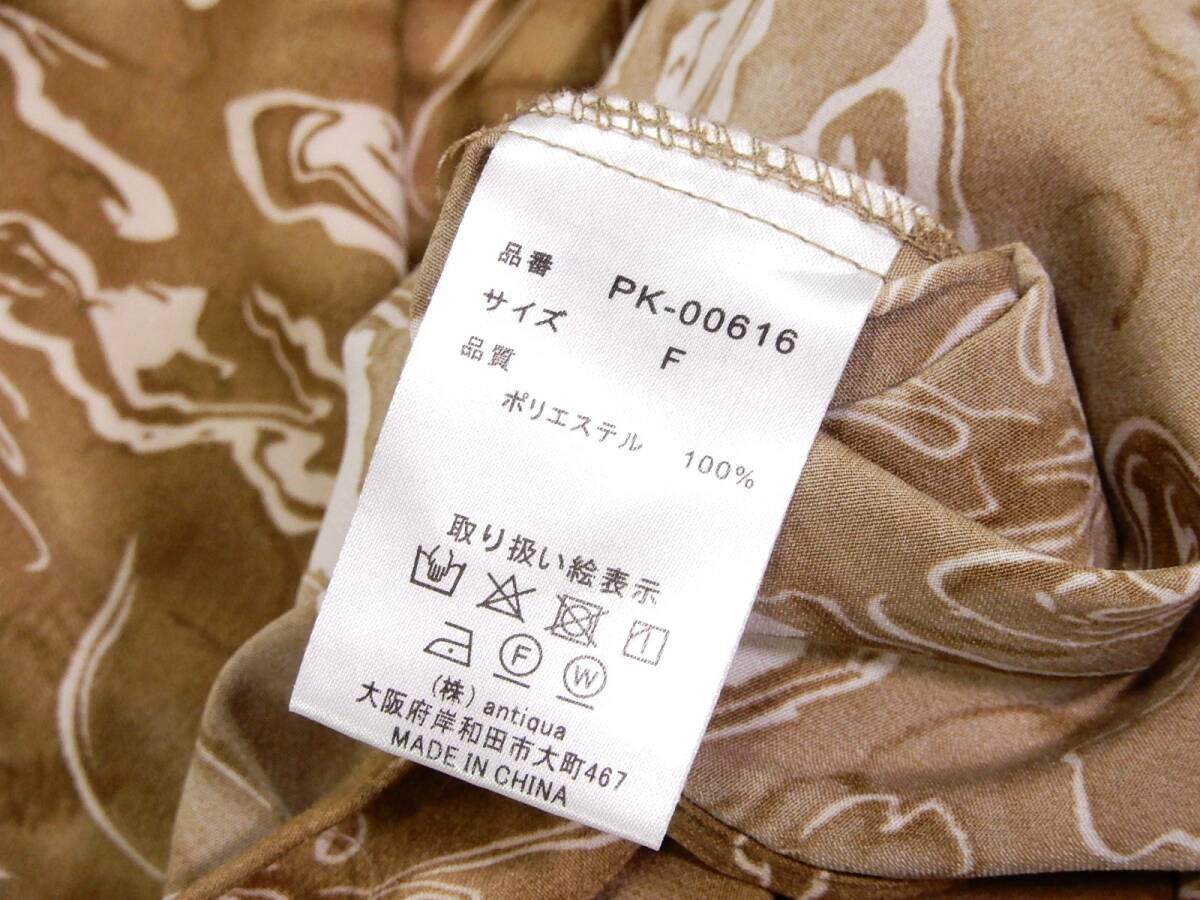 品番 PK-00616
サイズ F
品質
ポリエステル 100%
取り扱い絵表示
1
F W
(株) antiqua
大阪府岸和田市大町467
MADE IN CHINA